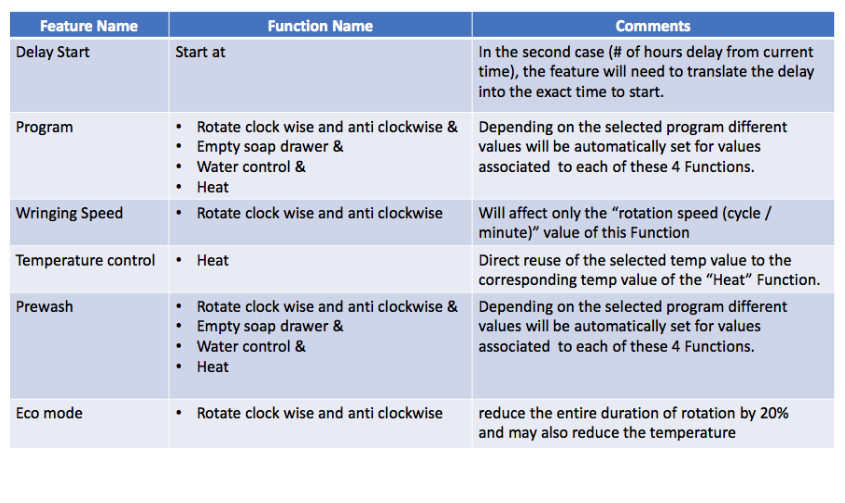 Feature Name Function Name Comments
Delay Start Start at In the second case (# of hours delay from current
time), the feature will need to translate the delay
into the exact time to start.
Program • Rotate clock wise and anti clockwise & Depending on the selected program different
• Empty soap drawer & values will be automatically set for values
• Water control & associated to each of these 4 Functions.
• Heat
Wringing Speed • Rotate clock wise and anti clockwise Will affect only the “rotation speed (cycle /
minute)” value of this Function
Temperature control • Heat Direct reuse of the selected temp value to the
corresponding temp value of the “Heat” Function.
Prewash • Rotate clock wise and anti clockwise & Depending on the selected program different
• Empty soap drawer & values will be automatically set for values
• Water control & associated to each of these 4 Functions.
• Heat
Eco mode • Rotate clock wise and anti clockwise reduce the entire duration of rotation by 20%
and may also reduce the temperature